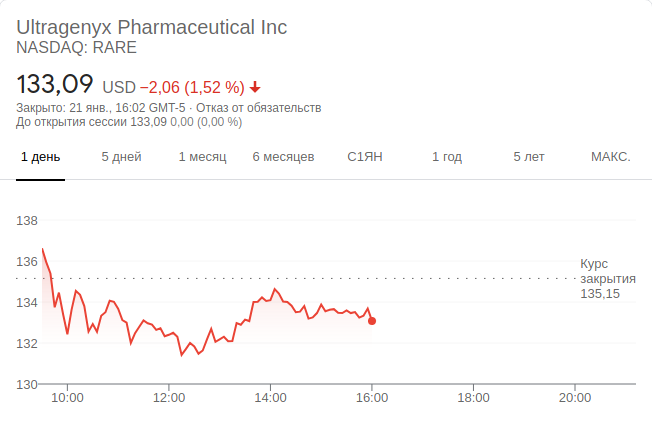 Ultragenyx Pharmaceutical Inc
NASDAQ: RARE
133,09 USD −2,06 (1,52 %)
Закрыто: 21 янв., 16:02 GMT-5 · Отказ от обязательств
До открытия сессии 133,09 0,00 (0,00 %)
1 день 5 дней 1 месяц 6 месяцев С1ЯН 1 год 5 лет МАКС.
138
136
134
132
130
Курс
закрытия
135,15
10:00 12:00 14:00 16:00 18:00 20:00